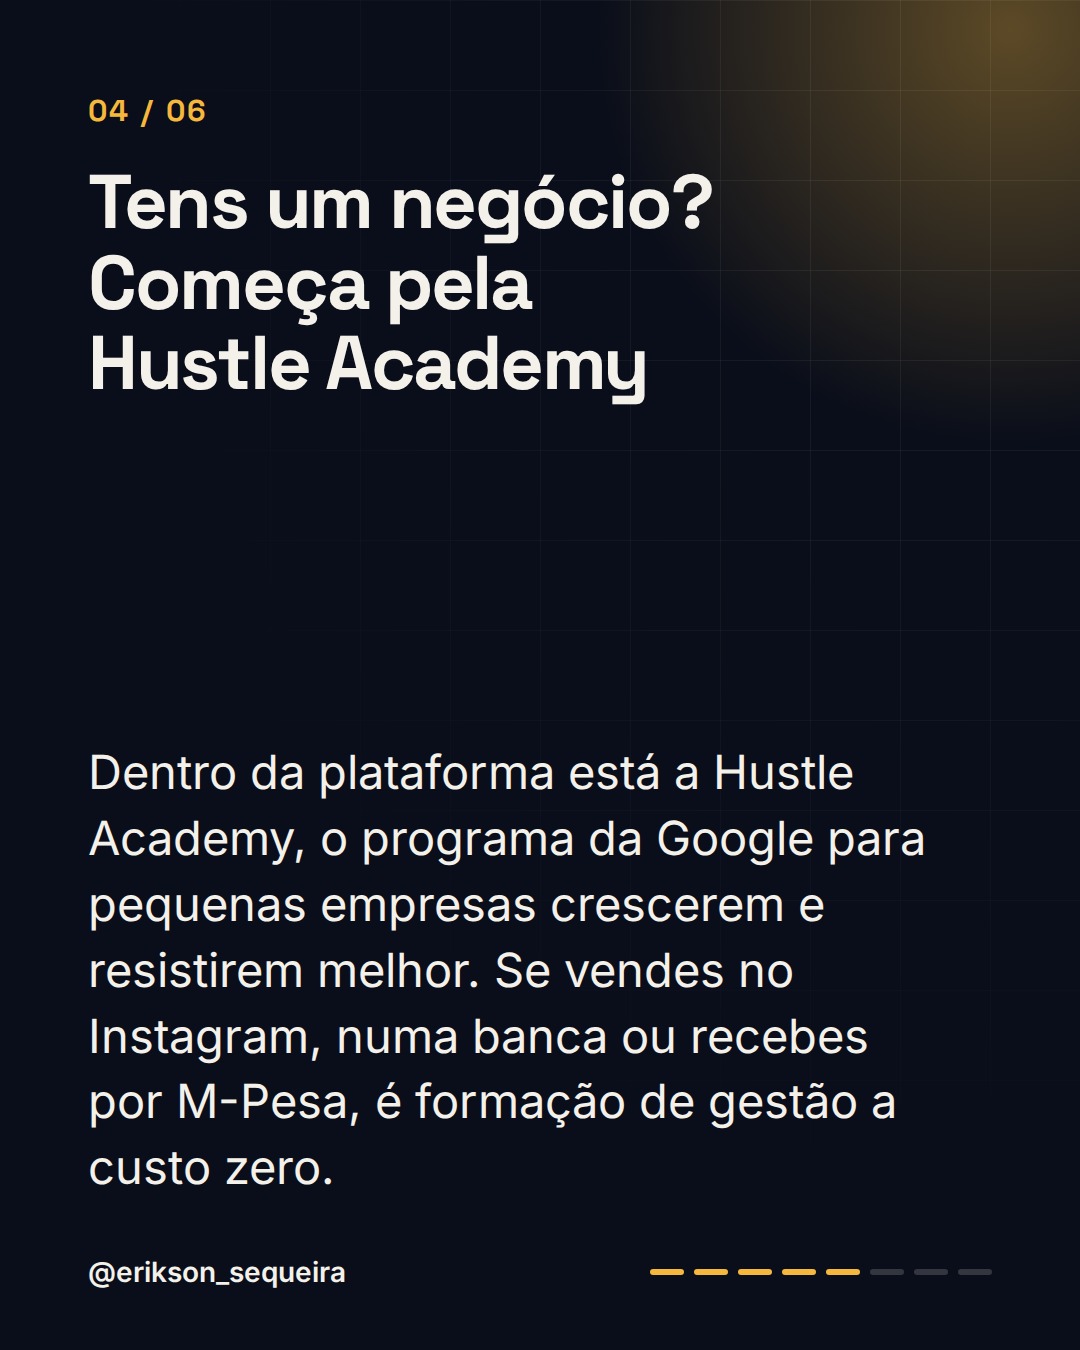 04 / 06
Tens um negócio?
Começa pela
Hustle Academy
Dentro da plataforma está a Hustle
Academy, o programa da Google para
pequenas empresas crescerem e
resistirem melhor. Se vendes no
Instagram, numa banca ou recebes
por M-Pesa, é formação de gestão a
custo zero.
@erikson_sequeira